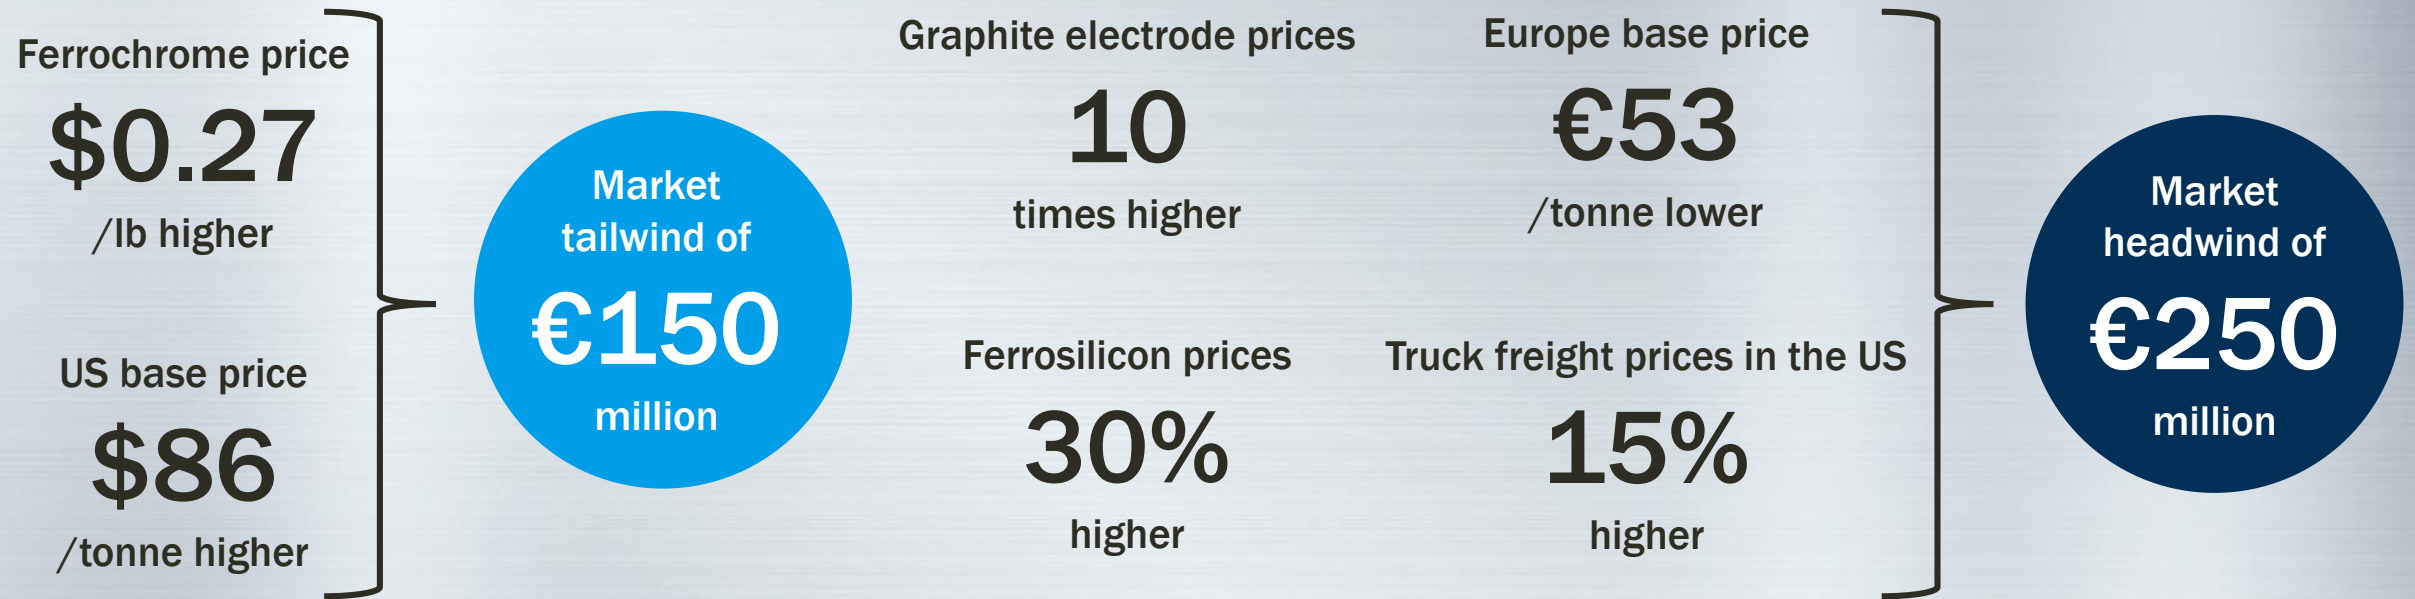 Ferrochrome price
$0.27
/lb higher
US base price
$86
/tonne higher
Market
tailwind of
€150
million
Graphite electrode prices
10
times higher
Europe base price
€53
/tonne lower
Ferrosilicon prices
30%
higher
Truck freight prices in the US
15%
higher
Market
headwind of
€250
million